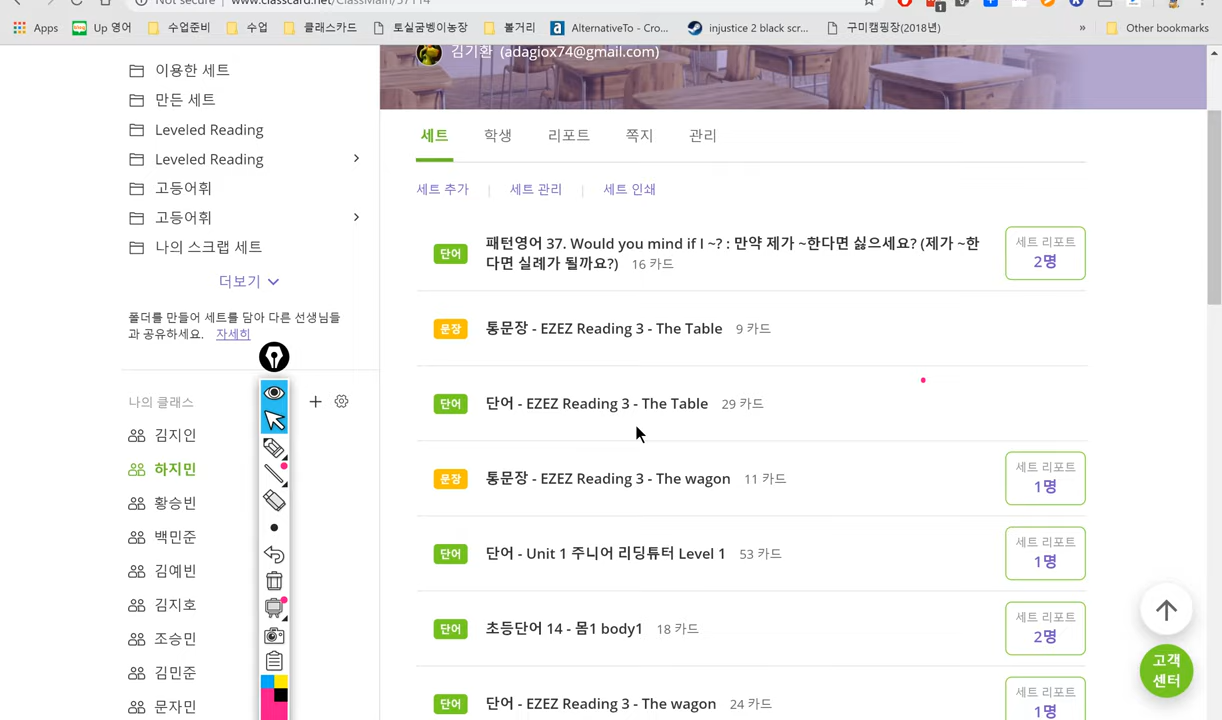 Not secure www.classcard.net/ClassMain/37114
Apps Up 영어 수업준비 수업 클래스카드 토실굼벵이농장 볼거리 AlternativeTo - Cro... injustice 2 black scr... 구미캠핑장(2018년) » Other bookmarks
김기환 (adagiox74@gmail.com)
이용한 세트
만든 세트
Leveled Reading
Leveled Reading
고등어휘
고등어휘
나의 스크랩 세트
더보기
폴더를 만들어 세트를 담아 다른 선생님들
과 공유하세요. 자세히
나의 클래스
김지인
하지민
황승빈
백민준
김예빈
김지호
조승민
김민준
문자민
세트 학생 리포트 쪽지 관리
세트 추가 | 세트 관리 | 세트 인쇄
단어 패턴영어 37. Would you mind if I ~? : 만약 제가 ~한다면 싫으세요? (제가 ~한
다면 실례가 될까요?) 16 카드
세트 리포트
2명
문장 통문장 - EZEZ Reading 3 - The Table 9 카드
단어 단어 - EZEZ Reading 3 - The Table 29 카드
문장 통문장 - EZEZ Reading 3 - The wagon 11 카드
세트 리포트
1명
단어 단어 - Unit 1 주니어 리딩튜터 Level 1 53 카드
세트 리포트
1명
단어 초등단어 14 - 몸1 body1 18 카드
세트 리포트
2명
단어 단어 - EZEZ Reading 3 - The wagon 24 카드
세트 리포트
1명
고객
센터